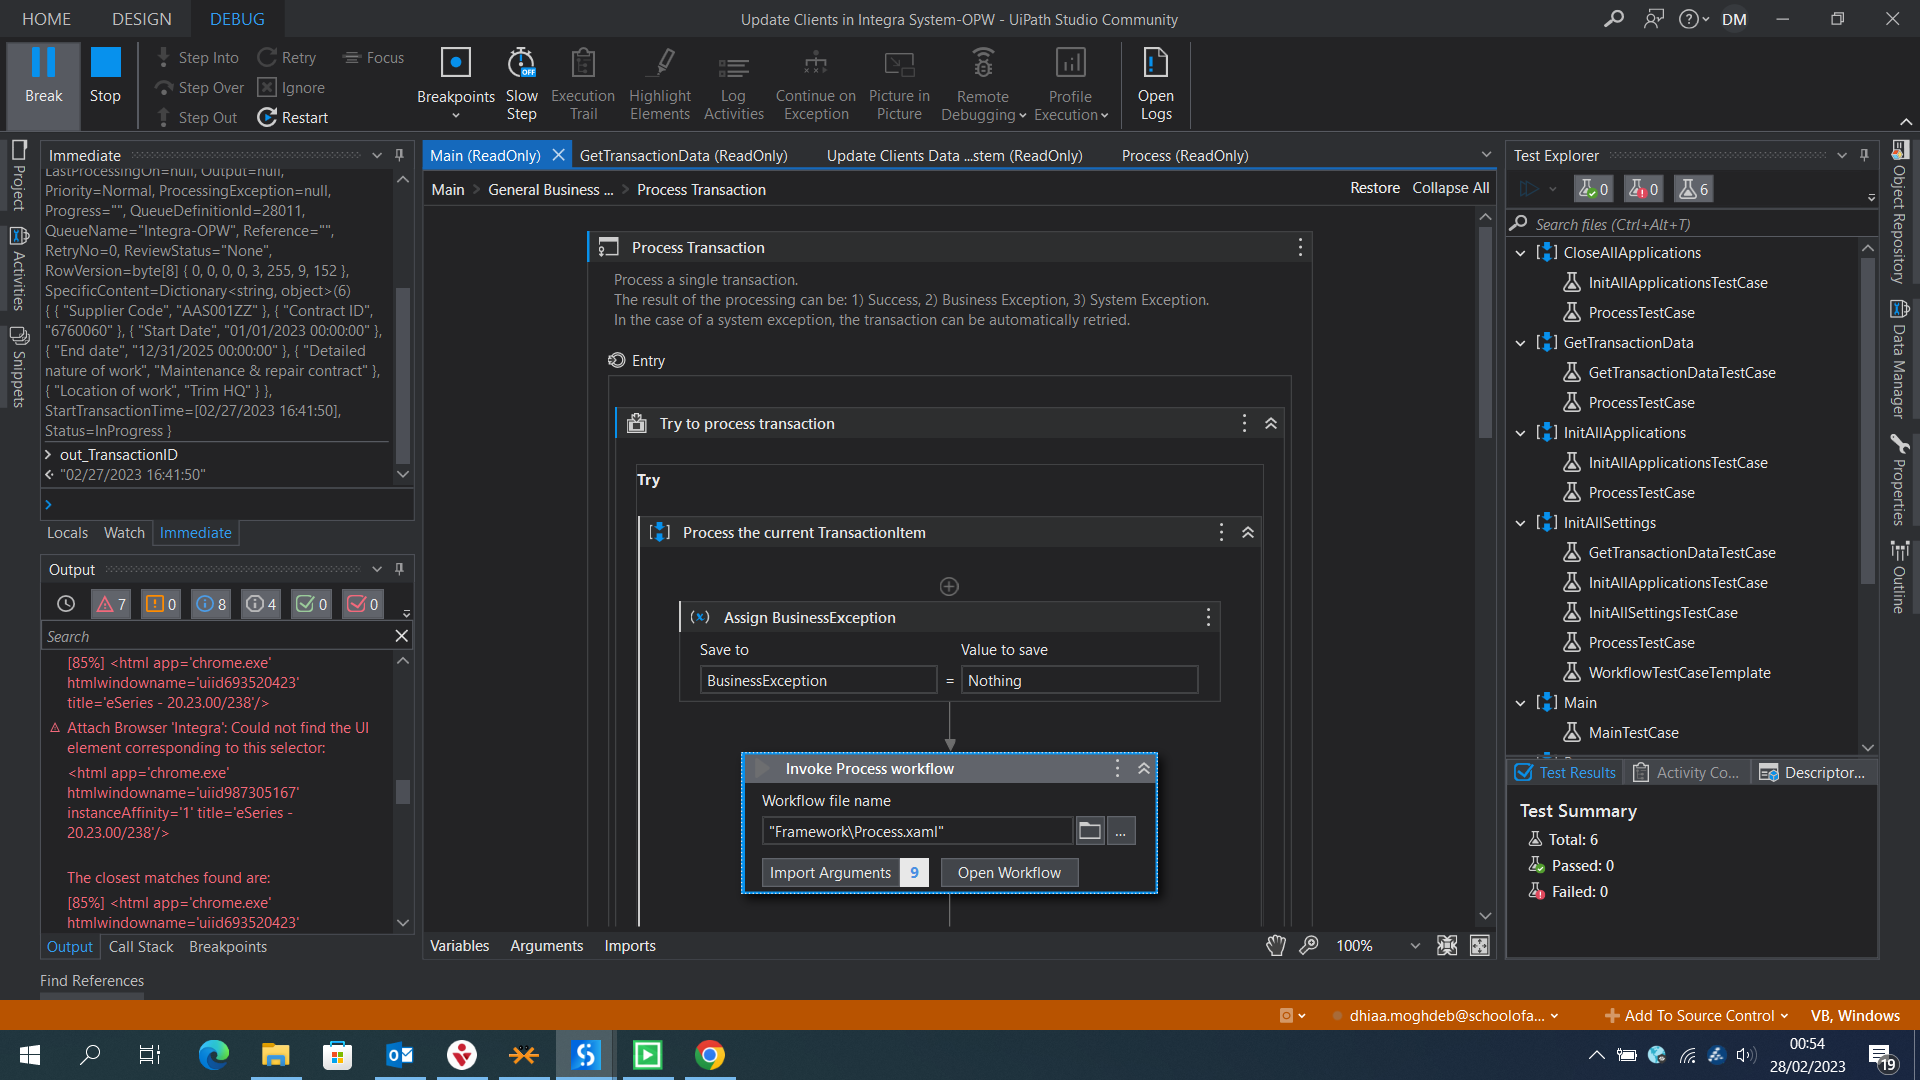 HOME
DESIGN
DEBUG
Update Clients in Integra System-OPW - UiPath Studio Community
DM
Break
Stop
Step Into
Step Over
Step Out
Retry
Ignore
Restart
Focus
Breakpoints
Slow
Step
OFF
Execution
Trail
Highlight
Elements
Log
Activities
Continue on
Exception
Picture in
Picture
Remote
Debugging
Profile
Execution
Open
Logs
Project
Activities
Snippets
Immediate
LastProcessingOn=null, Output=null,
Priority=Normal, ProcessingException=null,
Progress="", QueueDefinitionId=28011,
QueueName="Integra-OPW", Reference="",
RetryNo=0, ReviewStatus="None",
RowVersion=byte[8] { 0, 0, 0, 0, 3, 255, 9, 152 },
SpecificContent=Dictionary<string, object>(6)
{ { "Supplier Code", "AAS001ZZ" }, { "Contract ID",
"6760060" }, { "Start Date", "01/01/2023 00:00:00" },
{ "End date", "12/31/2025 00:00:00" }, { "Detailed
nature of work", "Maintenance & repair contract" },
{ "Location of work", "Trim HQ" } },
StartTransactionTime=[02/27/2023 16:41:50],
Status=InProgress }
out_TransactionID
"02/27/2023 16:41:50"
Locals
Watch
Immediate
Output
7
0
8
4
0
0
Search
[85%] <html app='chrome.exe'
htmlwindowname='uiid693520423'
title='eSeries - 20.23.00/238'/>
Attach Browser 'Integra': Could not find the UI
element corresponding to this selector:
<html app='chrome.exe'
htmlwindowname='uiid987305167'
instanceAffinity='1' title='eSeries -
20.23.00/238'/>
The closest matches found are:
[85%] <html app='chrome.exe'
htmlwindowname='uiid693520423'
Output
Call Stack
Breakpoints
Find References
Main (ReadOnly)
GetTransactionData (ReadOnly)
Update Clients Data ...stem (ReadOnly)
Process (ReadOnly)
Main > General Business ... > Process Transaction
Restore
Collapse All
Process Transaction
Process a single transaction.
The result of the processing can be: 1) Success, 2) Business Exception, 3) System Exception.
In the case of a system exception, the transaction can be automatically retried.
Entry
Try to process transaction
Try
Process the current TransactionItem
Assign BusinessException
Save to
Value to save
BusinessException
=
Nothing
Invoke Process workflow
Workflow file name
"Framework\Process.xaml"
...
Import Arguments 9
Open Workflow
Variables
Arguments
Imports
100%
Test Explorer
0
0
6
Search files (Ctrl+Alt+T)
CloseAllApplications
InitAllApplicationsTestCase
ProcessTestCase
GetTransactionData
GetTransactionDataTestCase
ProcessTestCase
InitAllApplications
InitAllApplicationsTestCase
ProcessTestCase
InitAllSettings
GetTransactionDataTestCase
InitAllApplicationsTestCase
InitAllSettingsTestCase
ProcessTestCase
WorkflowTestCaseTemplate
Main
MainTestCase
Test Results
Activity Co...
Descriptor...
Test Summary
Total: 6
Passed: 0
Failed: 0
Object Repository
Data Manager
Properties
Outline
dhiaa.moghdeb@schoolofa...
Add To Source Control
VB, Windows
00:54
28/02/2023
19